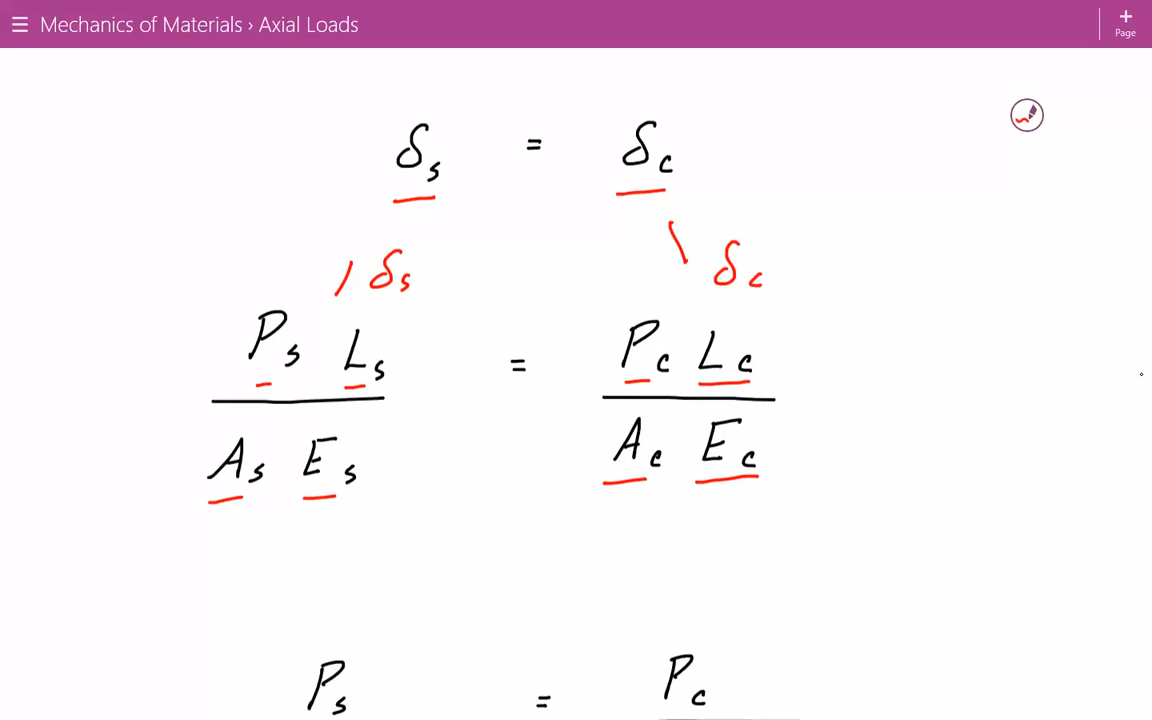 Mechanics of Materials › Axial Loads
Page
δs = δc
δs δc
Ps Ls = Pc Lc
As Es Ac Ec
Ps = Pc